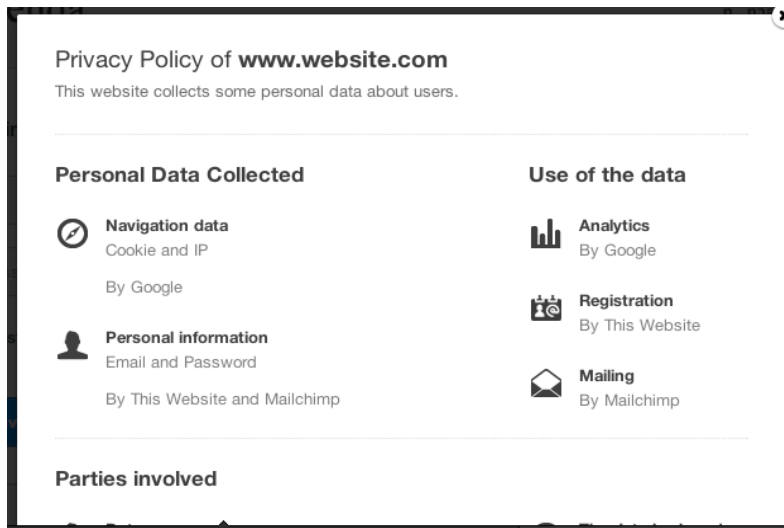 Privacy Policy of www.website.com
This website collects some personal data about users.
Personal Data Collected
Navigation data
Cookie and IP
By Google
Personal information
Email and Password
By This Website and Mailchimp
Use of the data
Analytics
By Google
Registration
By This Website
Mailing
By Mailchimp
Parties involved